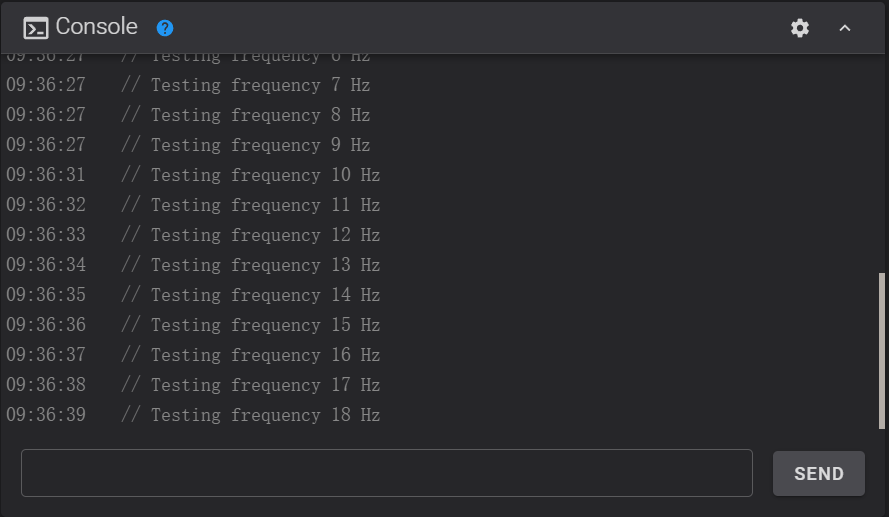 Console ?
09:36:27 // Testing frequency 6 Hz
09:36:27 // Testing frequency 7 Hz
09:36:27 // Testing frequency 8 Hz
09:36:27 // Testing frequency 9 Hz
09:36:31 // Testing frequency 10 Hz
09:36:32 // Testing frequency 11 Hz
09:36:33 // Testing frequency 12 Hz
09:36:34 // Testing frequency 13 Hz
09:36:35 // Testing frequency 14 Hz
09:36:36 // Testing frequency 15 Hz
09:36:37 // Testing frequency 16 Hz
09:36:38 // Testing frequency 17 Hz
09:36:39 // Testing frequency 18 Hz
SEND